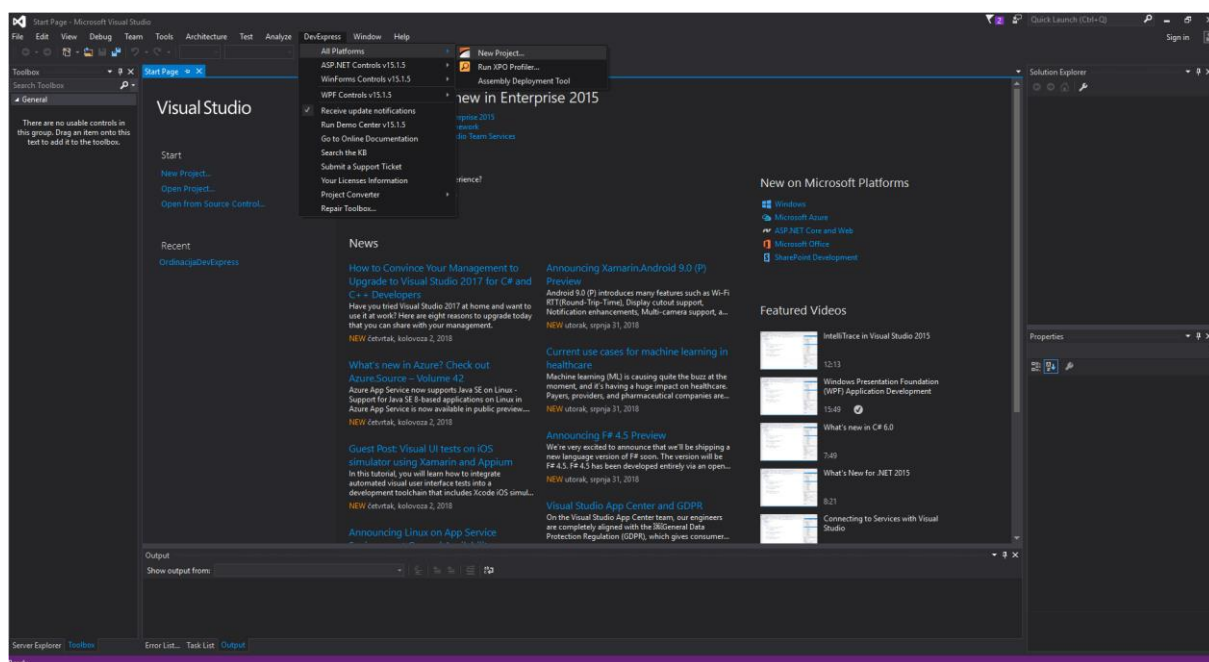 Start Page - Microsoft Visual Studio
2
Quick Launch (Ctrl+Q)
File Edit View Debug Team Tools Architecture Test Analyze DevExpress Window Help
Sign in
Toolbox
Search Toolbox
General
There are no usable controls in
this group. Drag an item onto this
text to add it to the toolbox.
Start Page
Visual Studio
Start
New Project...
Open Project...
Open from Source Control...
Recent
OrdinacijaDevExpress
All Platforms
ASP.NET Controls v15.1.5
WinForms Controls v15.1.5
WPF Controls v15.1.5
Receive update notifications
Run Demo Center v15.1.5
Go to Online Documentation
Search the KB
Submit a Support Ticket
Your Licenses Information
Project Converter
Repair Toolbox...
New Project...
Run XPO Profiler...
Assembly Deployment Tool
new in Enterprise 2015
erprise 2015
ework
dio Team Services
rience?
News
How to Convince Your Management to
Upgrade to Visual Studio 2017 for C# and
C++ Developers
Have you tried Visual Studio 2017 at home and want to
use it at work? Here are eight reasons to upgrade today
that you can share with your management.
NEW četvrtak, kolovoza 2, 2018
What's new in Azure? Check out
Azure.Source – Volume 42
Azure App Service now supports Java SE on Linux -
Support for Java SE 8-based applications on Linux in
Azure App Service is now available in public preview....
NEW četvrtak, kolovoza 2, 2018
Guest Post: Visual UI tests on iOS
simulator using Xamarin and Appium
In this tutorial, you will learn how to integrate
automated visual user interface tests into a
development toolchain that includes Xcode iOS simul...
NEW četvrtak, kolovoza 2, 2018
Announcing Linux on App Service
Announcing Xamarin.Android 9.0 (P)
Preview
Android 9.0 (P) introduces many features such as Wi-Fi
RTT(Round-Trip-Time), Display cutout support,
Notification enhancements, Multi-camera support, a...
NEW utorak, srpnja 31, 2018
Current use cases for machine learning in
healthcare
Machine learning (ML) is causing quite the buzz at the
moment, and it's having a huge impact on healthcare.
Payers, providers, and pharmaceutical companies are...
NEW utorak, srpnja 31, 2018
Announcing F# 4.5 Preview
We're very excited to announce that we'll be shipping a
new language version of F# soon. The version will be
F# 4.5. F# 4.5 has been developed entirely via an open...
NEW utorak, srpnja 31, 2018
Visual Studio App Center and GDPR
On the Visual Studio App Center team, our engineers
are completely aligned with the General Data
Protection Regulation (GDPR), which gives consumer...
New on Microsoft Platforms
Windows
Microsoft Azure
ASP.NET Core and Web
Microsoft Office
SharePoint Development
Featured Videos
IntelliTrace in Visual Studio 2015
12:13
Windows Presentation Foundation
(WPF) Application Development
15:49
What's new in C# 6.0
7:49
What's New for .NET 2015
8:21
Connecting to Services with Visual
Studio
Solution Explorer
Properties
Output
Show output from:
Server Explorer Toolbox
Error List... Task List Output